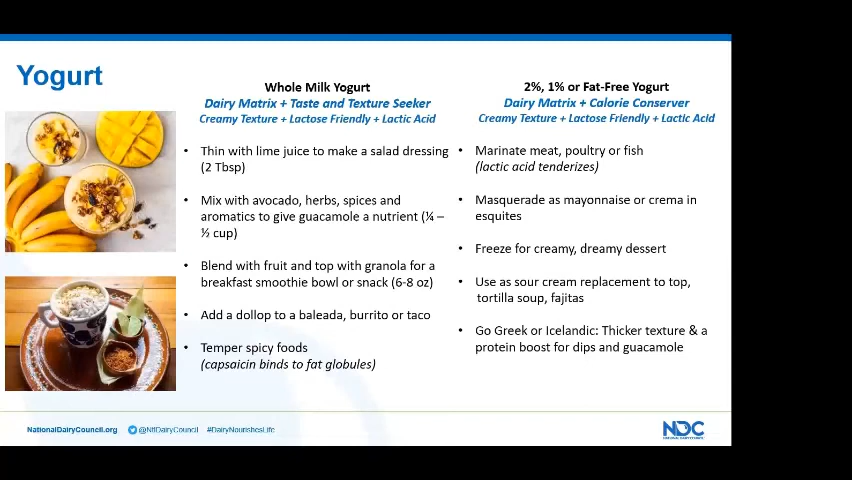 Yogurt
Whole Milk Yogurt
Dairy Matrix + Taste and Texture Seeker
Creamy Texture + Lactose Friendly + Lactic Acid
• Thin with lime juice to make a salad dressing
(2 Tbsp)
• Mix with avocado, herbs, spices and
aromatics to give guacamole a nutrient (¼ –
½ cup)
• Blend with fruit and top with granola for a
breakfast smoothie bowl or snack (6-8 oz)
• Add a dollop to a baleada, burrito or taco
• Temper spicy foods
(capsaicin binds to fat globules)
2%, 1% or Fat-Free Yogurt
Dairy Matrix + Calorie Conserver
Creamy Texture + Lactose Friendly + Lactic Acid
• Marinate meat, poultry or fish
(lactic acid tenderizes)
• Masquerade as mayonnaise or crema in
esquites
• Freeze for creamy, dreamy dessert
• Use as sour cream replacement to top,
tortilla soup, fajitas
• Go Greek or Icelandic: Thicker texture & a
protein boost for dips and guacamole
NationalDairyCouncil.org @NtlDairyCouncil #DairyNourishesLife
NDC
NATIONAL DAIRY COUNCIL